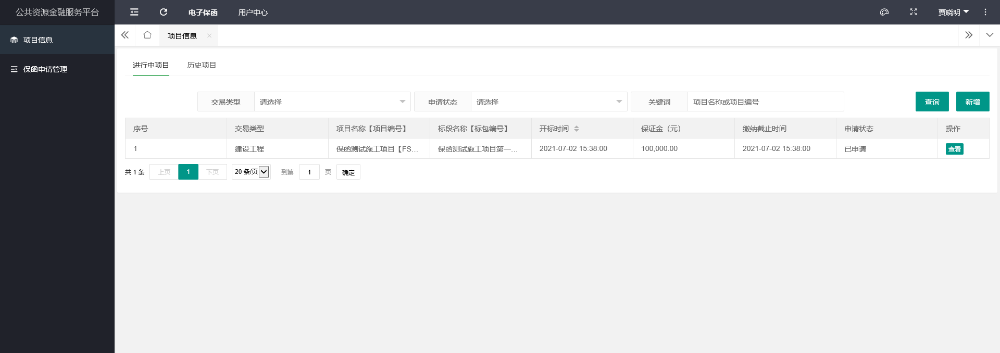 公共资源金融服务平台
电子保函 用户中心 贾晓明
项目信息
项目信息
保函申请管理
进行中项目 历史项目
交易类型 请选择 申请状态 请选择 关键词 项目名称或项目编号 查询 新增
序号 交易类型 项目名称【项目编号】 标段名称【标包编号】 开标时间 保证金（元） 缴纳截止时间 申请状态 操作
1 建设工程 保函测试施工项目【FS... 保函测试施工项目第一... 2021-07-02 15:38:00 100,000.00 2021-07-02 15:38:00 已申请 查看
共 1 条 上页 1 下页 20 条/页 到第 1 页 确定